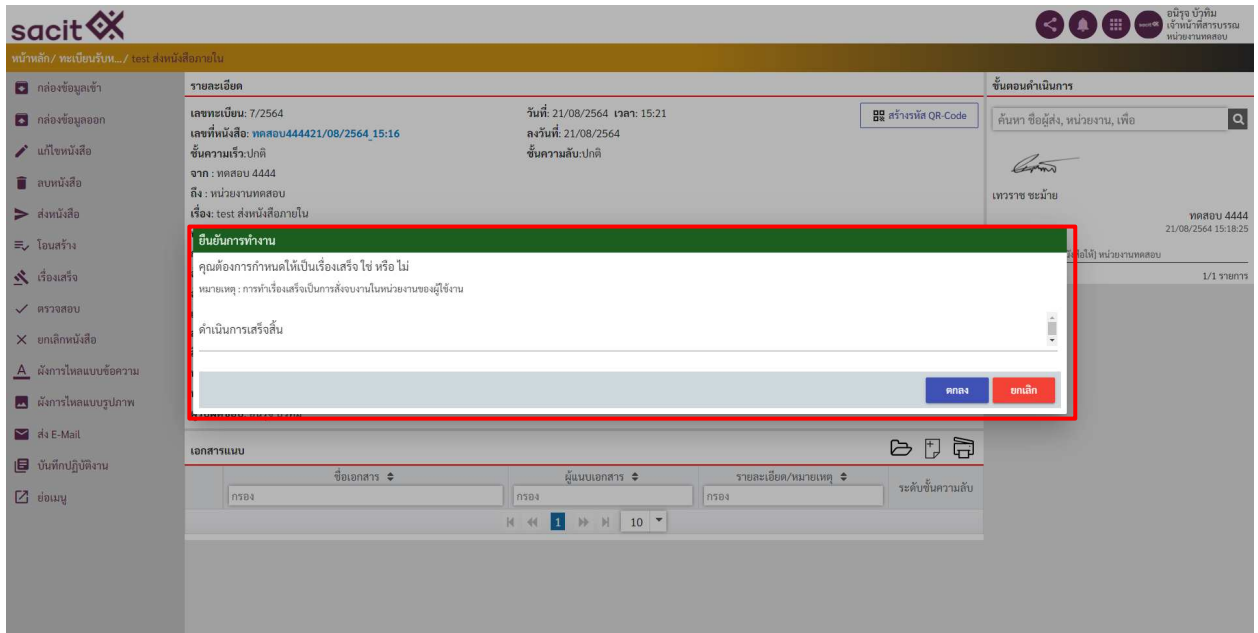 sacit
อนิรุจ บัวทิม
เจ้าหน้าที่สารบรรณ
หน่วยงานทดสอบ
หน้าหลัก/ ทะเบียนรับห.../ test ส่งหนังสือภายใน
กล่องข้อมูลเข้า
กล่องข้อมูลออก
แก้ไขหนังสือ
ลบหนังสือ
ส่งหนังสือ
โอนสร้าง
เรื่องเสร็จ
ตรวจสอบ
ยกเลิกหนังสือ
ผังการไหลแบบข้อความ
ผังการไหลแบบรูปภาพ
ส่ง E-Mail
บันทึกปฏิบัติงาน
ย่อเมนู
รายละเอียด
เลขทะเบียน: 7/2564 วันที่: 21/08/2564 เวลา: 15:21 สร้างรหัส QR-Code
เลขที่หนังสือ: ทดสอบ444421/08/2564 15:16 ลงวันที่: 21/08/2564
ชั้นความเร็ว:ปกติ ชั้นความลับ:ปกติ
จาก : ทดสอบ 4444
ถึง : หน่วยงานทดสอบ
เรื่อง: test ส่งหนังสือภายใน
ยืนยันการทำงาน
คุณต้องการกำหนดให้เป็นเรื่องเสร็จ ใช่ หรือ ไม่
หมายเหตุ : การทำเรื่องเสร็จเป็นการสั่งจบงานในหน่วยงานของผู้ใช้งาน
ดำเนินการเสร็จสิ้น
ตกลง ยกเลิก
เอกสารแนบ
ชื่อเอกสาร ผู้แนบเอกสาร รายละเอียด/หมายเหตุ ระดับชั้นความลับ
กรอง กรอง กรอง
1 10
ขั้นตอนดำเนินการ
ค้นหา ชื่อผู้ส่ง, หน่วยงาน, เพื่อ
เทวราช ชะม้าย
ทดสอบ 4444
21/08/2564 15:18:25
หน่วยงานทดสอบ
1/1 รายการ